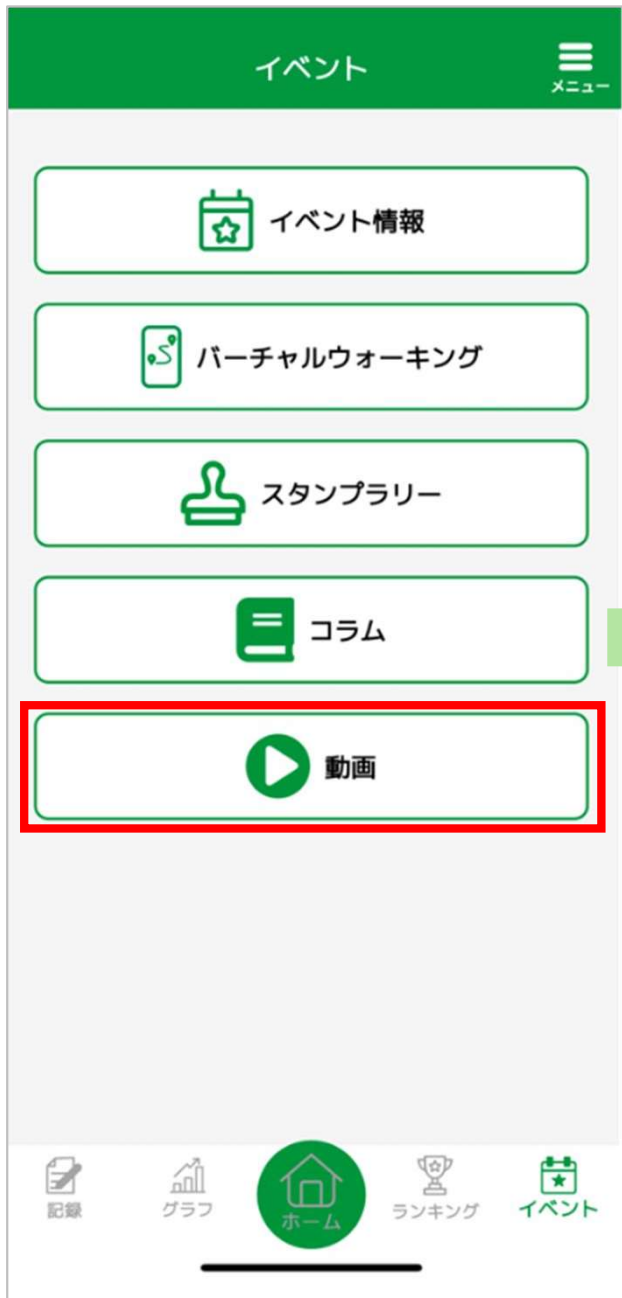 イベント
メニュー
イベント情報
バーチャルウォーキング
スタンプラリー
コラム
動画
記録
グラフ
ホーム
ランキング
イベント